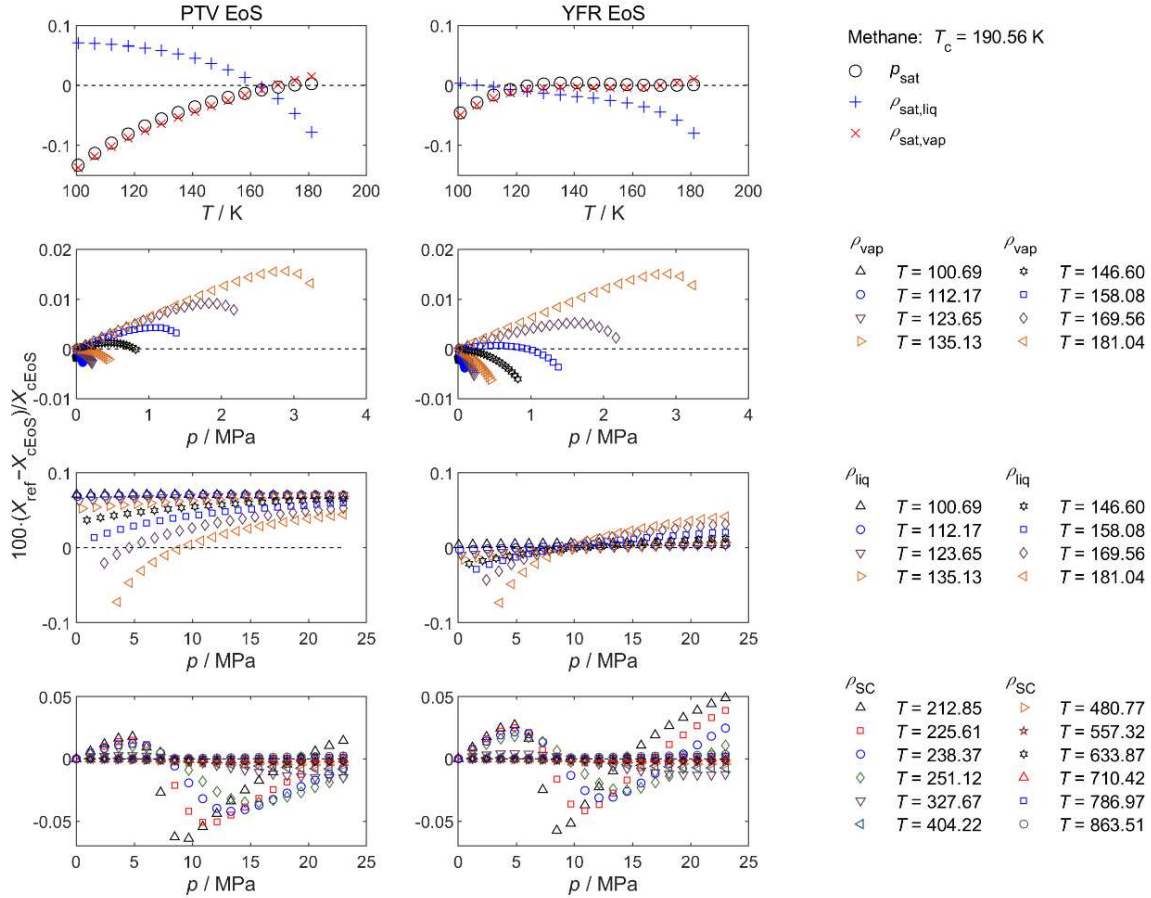 PTV EoS
YFR EoS
0.1
0
-0.1
100 120 140 160 180 200
T / K
0.1
0
-0.1
100 120 140 160 180 200
T / K
Methane: Tc = 190.56 K
psat
ρsat,liq
ρsat,vap
100·(Xref−XcEoS)/XcEoS
0.02
0.01
0
-0.01
0 1 2 3 4
p / MPa
0.02
0.01
0
-0.01
0 1 2 3 4
p / MPa
ρvap ρvap
T = 100.69 T = 146.60
T = 112.17 T = 158.08
T = 123.65 T = 169.56
T = 135.13 T = 181.04
0.1
0
-0.1
0 5 10 15 20 25
p / MPa
0.1
0
-0.1
0 5 10 15 20 25
p / MPa
ρliq ρliq
T = 100.69 T = 146.60
T = 112.17 T = 158.08
T = 123.65 T = 169.56
T = 135.13 T = 181.04
0.05
0
-0.05
0 5 10 15 20 25
p / MPa
0.05
0
-0.05
0 5 10 15 20 25
p / MPa
ρSC ρSC
T = 212.85 T = 480.77
T = 225.61 T = 557.32
T = 238.37 T = 633.87
T = 251.12 T = 710.42
T = 327.67 T = 786.97
T = 404.22 T = 863.51